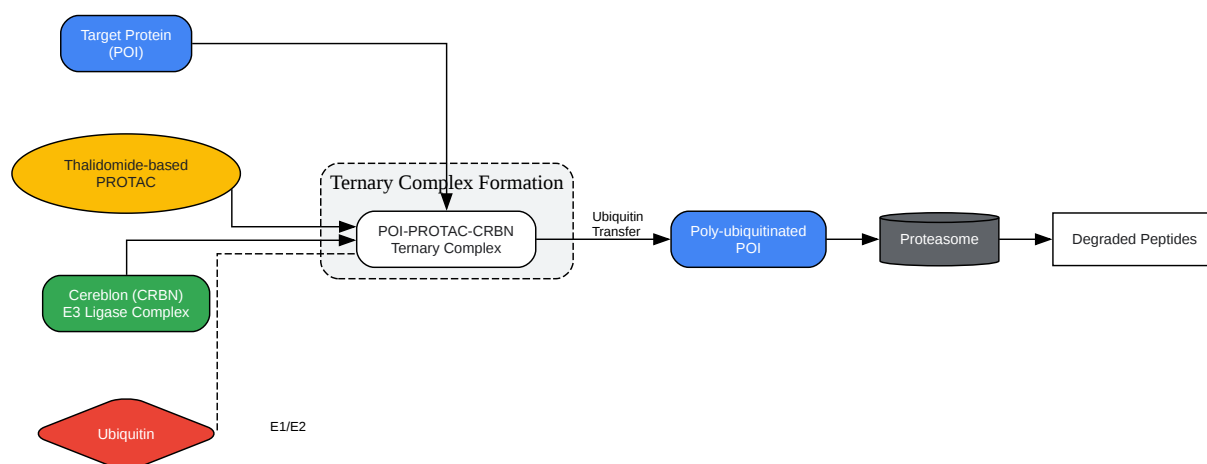 Target Protein
(POI)
Thalidomide-based
PROTAC
Ternary Complex Formation
POI-PROTAC-CRBN
Ternary Complex
Ubiquitin
Transfer
Poly-ubiquitinated
POI
Proteasome
Degraded Peptides
Cereblon (CRBN)
E3 Ligase Complex
Ubiquitin
E1/E2